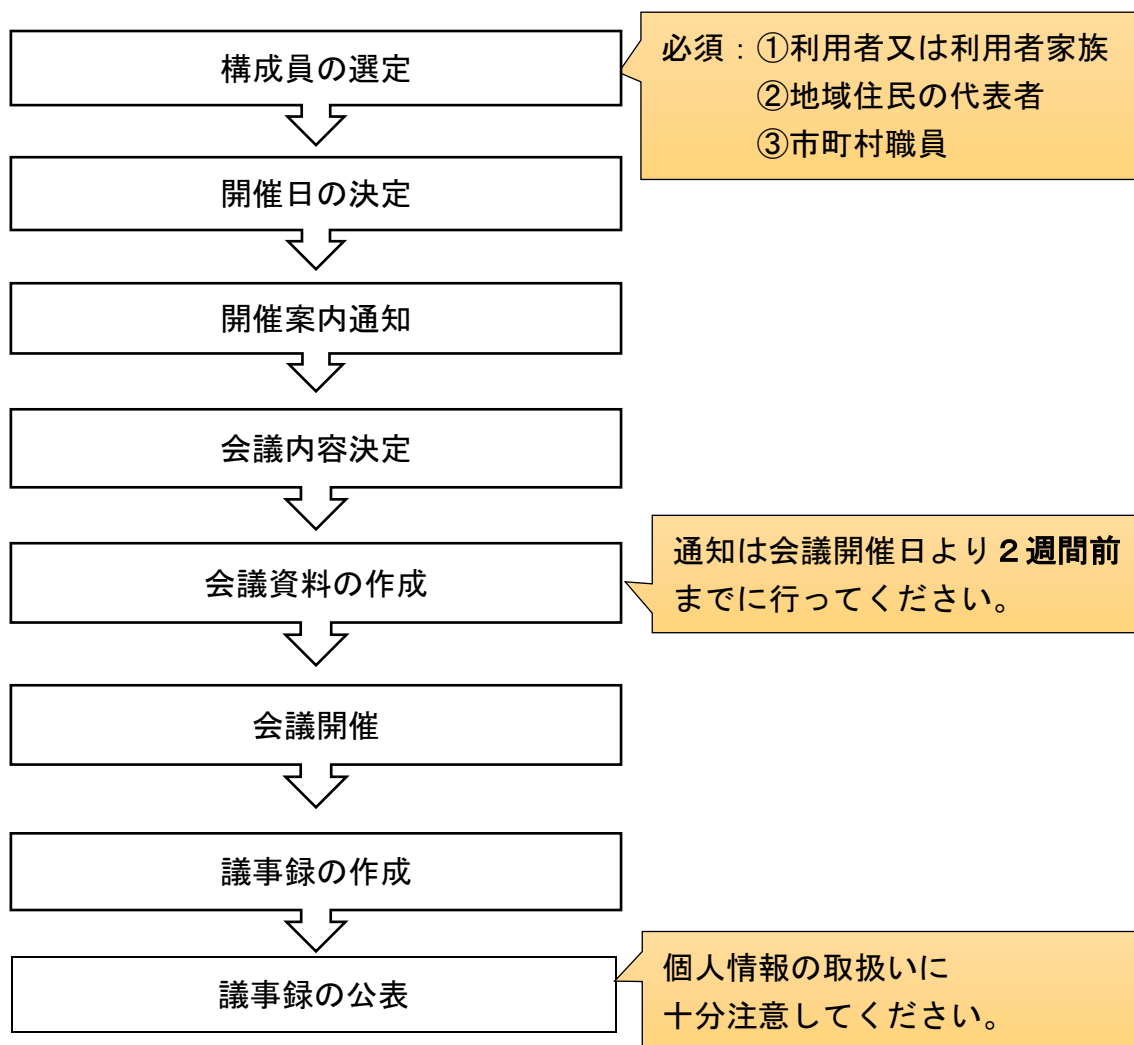 構成員の選定
必須：①利用者又は利用者家族
②地域住民の代表者
③市町村職員
開催日の決定
開催案内通知
会議内容決定
会議資料の作成
通知は会議開催日より２週間前
までに行ってください。
会議開催
議事録の作成
議事録の公表
個人情報の取扱いに
十分注意してください。